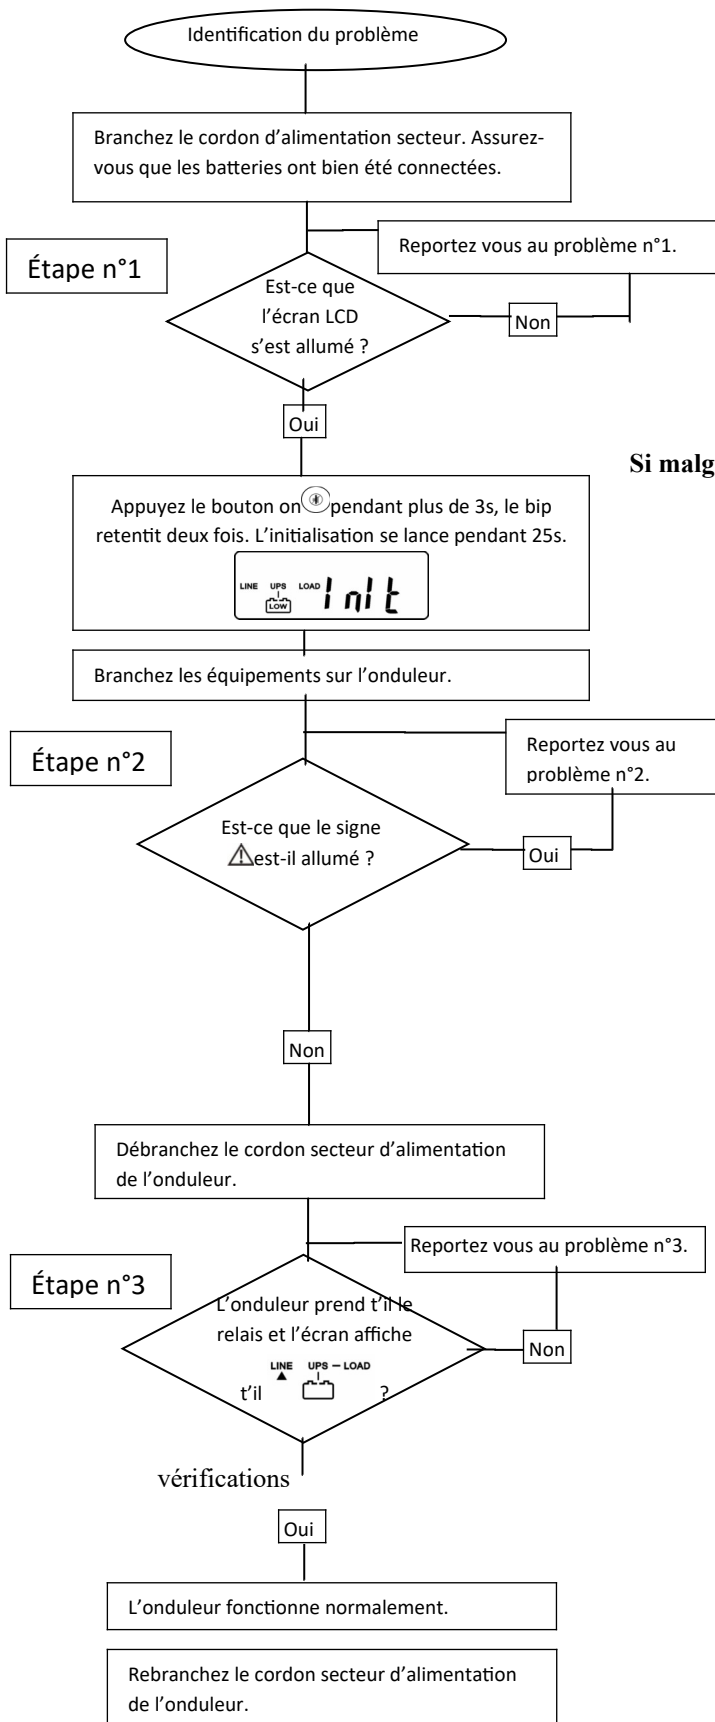 Identification du problème
Branchez le cordon d'alimentation secteur. Assurez-
vous que les batteries ont bien été connectées.
Reportez vous au problème n°1.
Étape n°1
Est-ce que
l'écran LCD
s'est allumé ?
Non
Oui
Si malg
Appuyez le bouton on pendant plus de 3s, le bip
retentit deux fois. L'initialisation se lance pendant 25s.
LINE UPS LOAD InIt
LOW
Branchez les équipements sur l'onduleur.
Étape n°2
Reportez vous au
problème n°2.
Est-ce que le signe
est-il allumé ?
Oui
Non
Débranchez le cordon secteur d'alimentation
de l'onduleur.
Reportez vous au problème n°3.
Étape n°3
L'onduleur prend t'il le
relais et l'écran affiche
Non
LINE UPS – LOAD
t'il ?
vérifications
Oui
L'onduleur fonctionne normalement.
Rebranchez le cordon secteur d'alimentation
de l'onduleur.